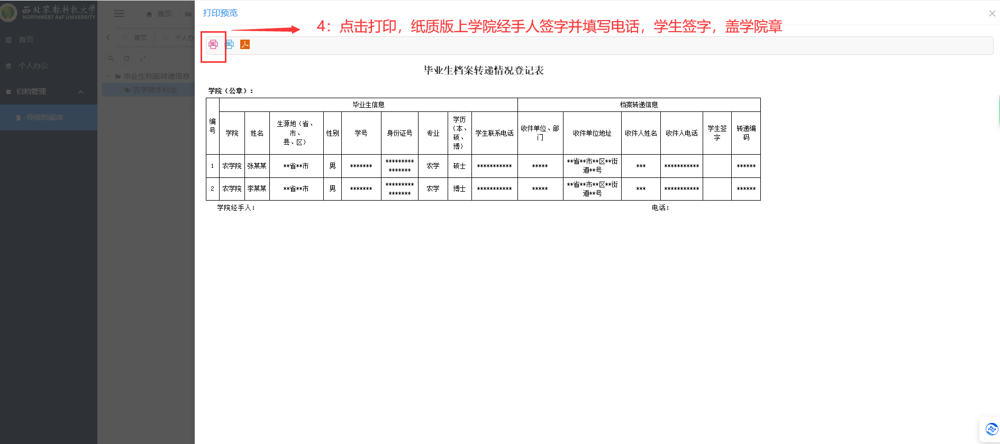 西北农林科技大学
NORTHWEST A&F UNIVERSITY
首页
个人办公
归档管理
传统档案库
首页
首页
个人办
毕业生档案转递信息
农学院本科生
打印预览
4：点击打印，纸质版上学院经手人签字并填写电话，学生签字，盖学院章
毕业生档案转递情况登记表
学院（公章）：
编号 毕业生信息 档案转递信息
学院 姓名 生源地（省、市、县、区） 性别 学号 身份证号 专业 学历（本、硕、博） 学生联系电话 收件单位、部门 收件单位地址 收件人姓名 收件人电话 学生签字 转递编码
1 农学院 张某某 **省**市 男 ******* **************** 农学 硕士 *********** ***** **省**市**区**街道**号 *** *********** ******
2 农学院 李某某 **省**市 男 ******* **************** 农学 博士 *********** ***** **省**市**区**街道**号 *** *********** ******
学院经手人： 电话：